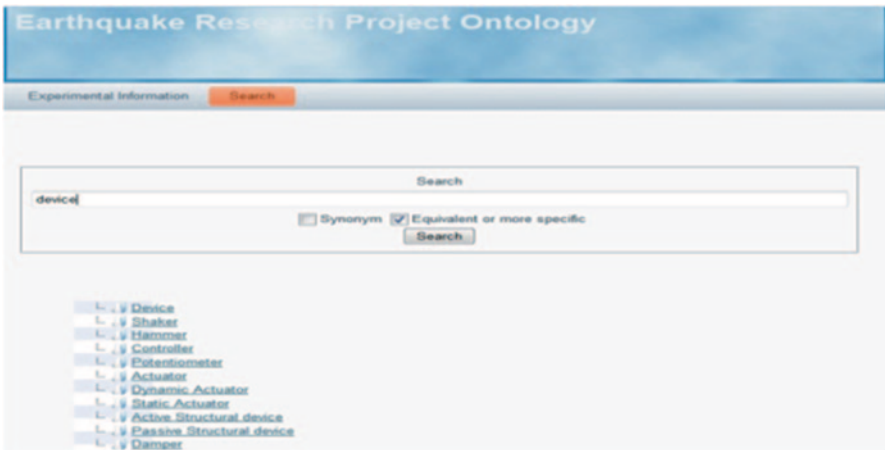 Earthquake Research Project Ontology
Experimental Information Search
Search
device
Synonym Equivalent or more specific
Search
Device
Shaker
Hammer
Controller
Potentiometer
Actuator
Dynamic Actuator
Static Actuator
Active Structural device
Passive Structural device
Damper